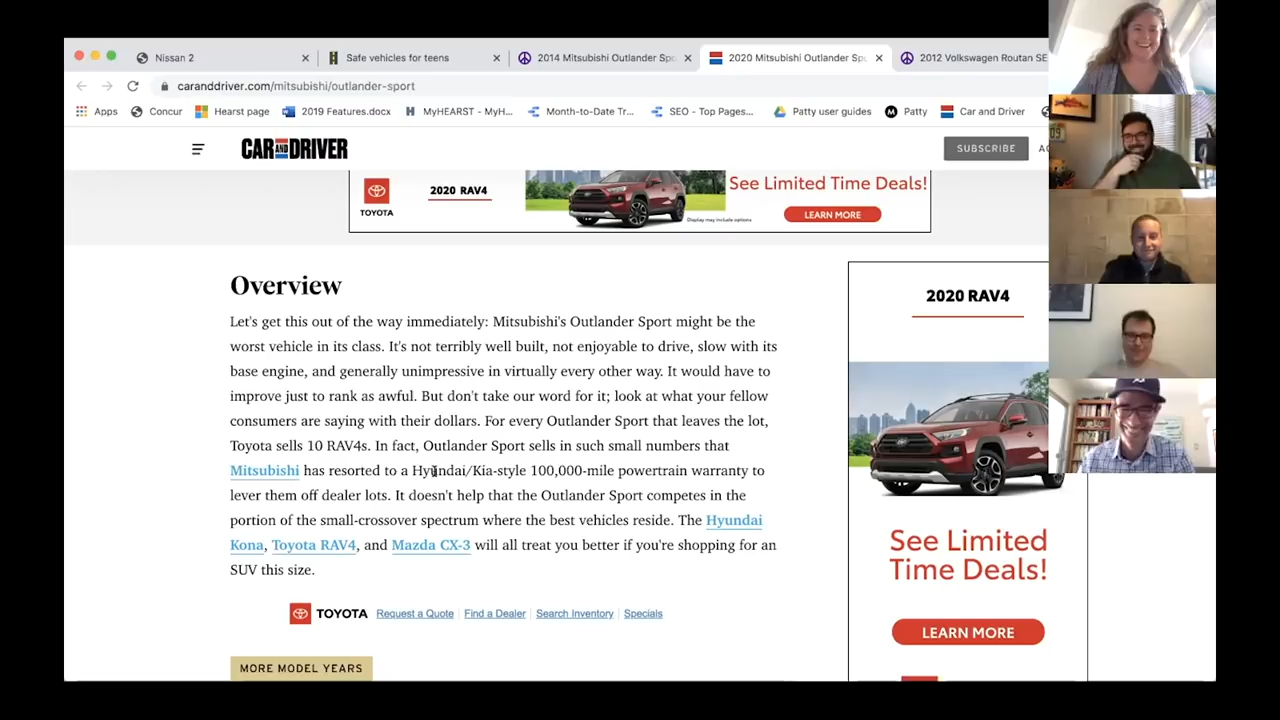 Nissan 2
Safe vehicles for teens
2014 Mitsubishi Outlander Spo
2020 Mitsubishi Outlander Spo
2012 Volkswagen Routan SE
caranddriver.com/mitsubishi/outlander-sport
Apps
Concur
Hearst page
2019 Features.docx
MyHEARST - MyH...
Month-to-Date Tr...
SEO - Top Pages...
Patty user guides
Patty
Car and Driver
CAR AND DRIVER
SUBSCRIBE
TOYOTA
2020 RAV4
See Limited Time Deals!
Display may include options
LEARN MORE
Overview
Let's get this out of the way immediately: Mitsubishi's Outlander Sport might be the
worst vehicle in its class. It's not terribly well built, not enjoyable to drive, slow with its
base engine, and generally unimpressive in virtually every other way. It would have to
improve just to rank as awful. But don't take our word for it; look at what your fellow
consumers are saying with their dollars. For every Outlander Sport that leaves the lot,
Toyota sells 10 RAV4s. In fact, Outlander Sport sells in such small numbers that
Mitsubishi has resorted to a Hyundai/Kia-style 100,000-mile powertrain warranty to
lever them off dealer lots. It doesn't help that the Outlander Sport competes in the
portion of the small-crossover spectrum where the best vehicles reside. The Hyundai
Kona, Toyota RAV4, and Mazda CX-3 will all treat you better if you're shopping for an
SUV this size.
TOYOTA Request a Quote Find a Dealer Search Inventory Specials
MORE MODEL YEARS
2020 RAV4
See Limited
Time Deals!
LEARN MORE